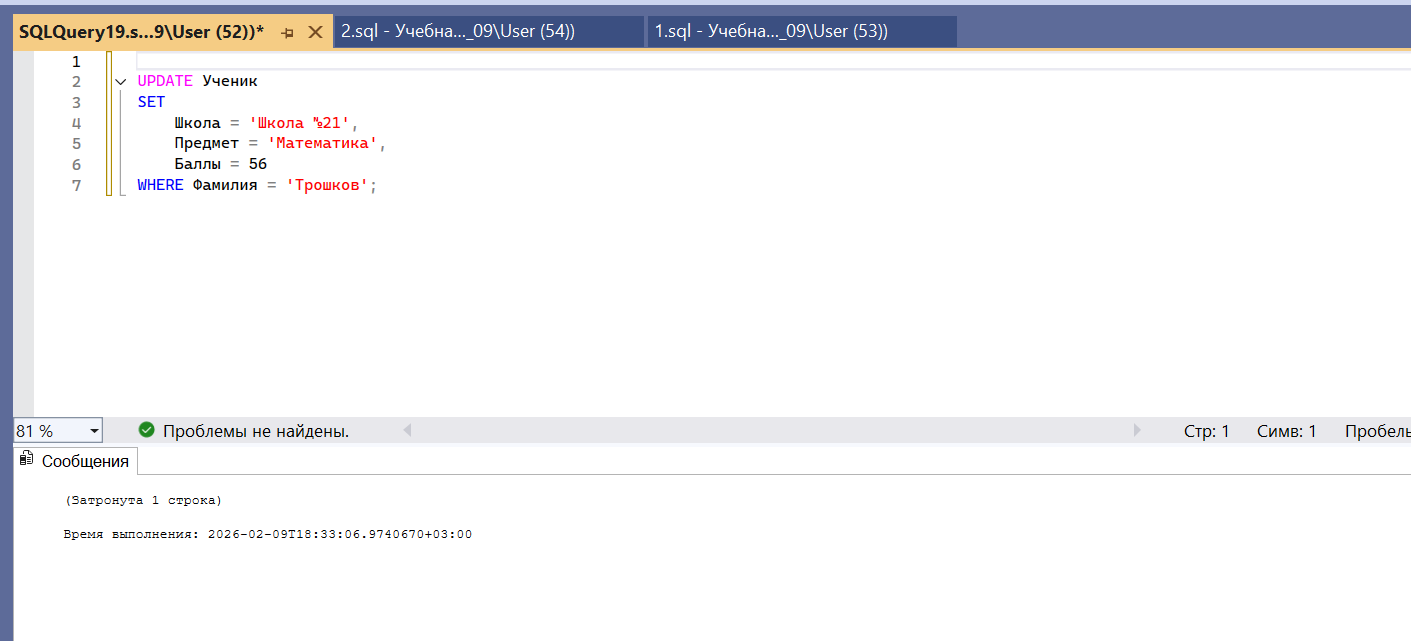 SQLQuery19.s...9\User (52))* 2.sql - Учебна..._09\User (54)) 1.sql - Учебна..._09\User (53))
1
2 UPDATE Ученик
3 SET
4 Школа = 'Школа №21',
5 Предмет = 'Математика',
6 Баллы = 56
7 WHERE Фамилия = 'Трошков';
81 % Проблемы не найдены. Стр: 1 Симв: 1 Пробель
Сообщения
(Затронута 1 строка)
Время выполнения: 2026-02-09T18:33:06.9740670+03:00